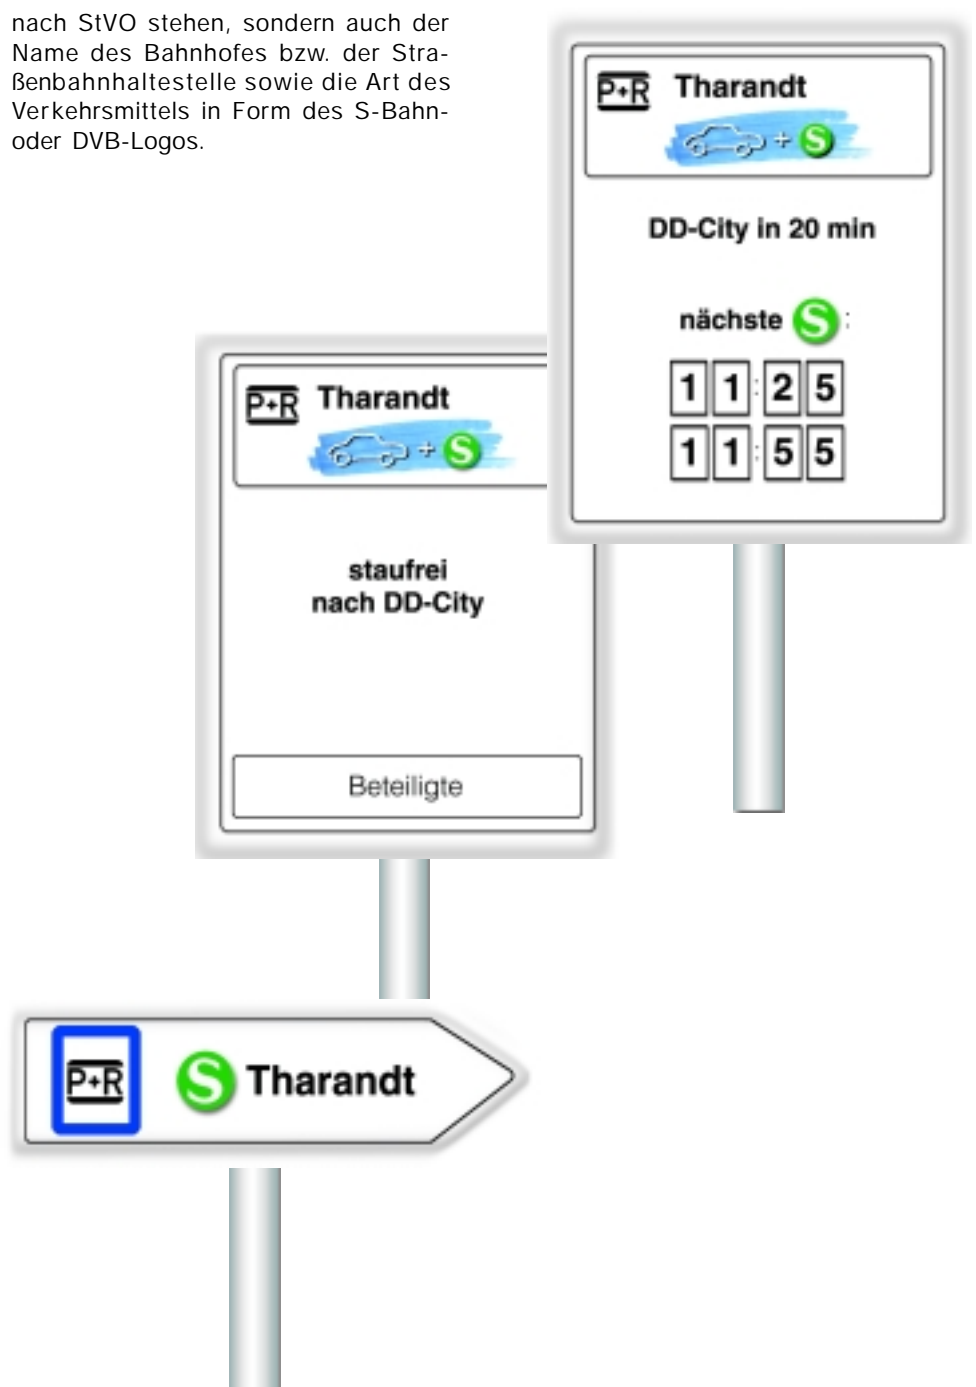 nach StVO stehen, sondern auch der
Name des Bahnhofes bzw. der Stra-
ßenbahnhaltestelle sowie die Art des
Verkehrsmittels in Form des S-Bahn-
oder DVB-Logos.
P+R Tharandt
+ S
DD-City in 20 min
nächste S:
11:25
11:55
P+R Tharandt
+ S
staufrei
nach DD-City
Beteiligte
P+R S Tharandt